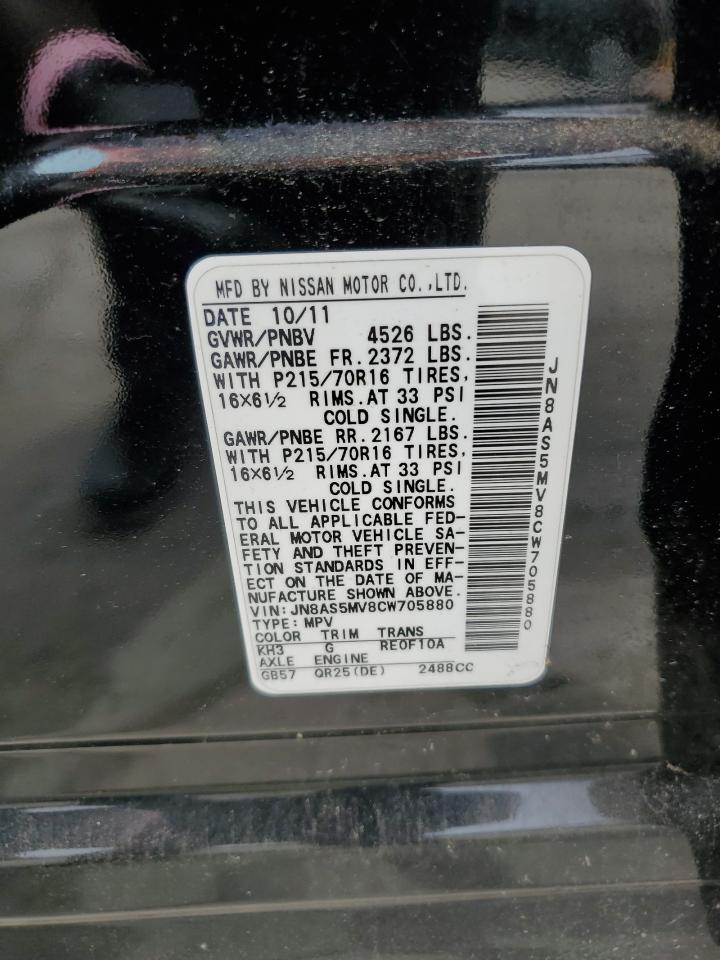 MFD BY NISSAN MOTOR CO.,LTD.
DATE 10/11
GVWR/PNBV 4526 LBS.
GAWR/PNBE FR.2372 LBS.
WITH P215/70R16 TIRES,
16X6½ RIMS.AT 33 PSI
COLD SINGLE.
GAWR/PNBE RR.2167 LBS.
WITH P215/70R16 TIRES,
16X6½ RIMS.AT 33 PSI
COLD SINGLE.
THIS VEHICLE CONFORMS
TO ALL APPLICABLE FED-
ERAL MOTOR VEHICLE SA-
FETY AND THEFT PREVEN-
TION STANDARDS IN EFF-
ECT ON THE DATE OF MA-
NUFACTURE SHOWN ABOVE.
VIN:JN8AS5MV8CW705880
TYPE:MPV
COLOR TRIM TRANS
KH3 G RE0F10A
AXLE ENGINE
GB57 QR25(DE) 2488CC
JN8AS5MV8CW705880